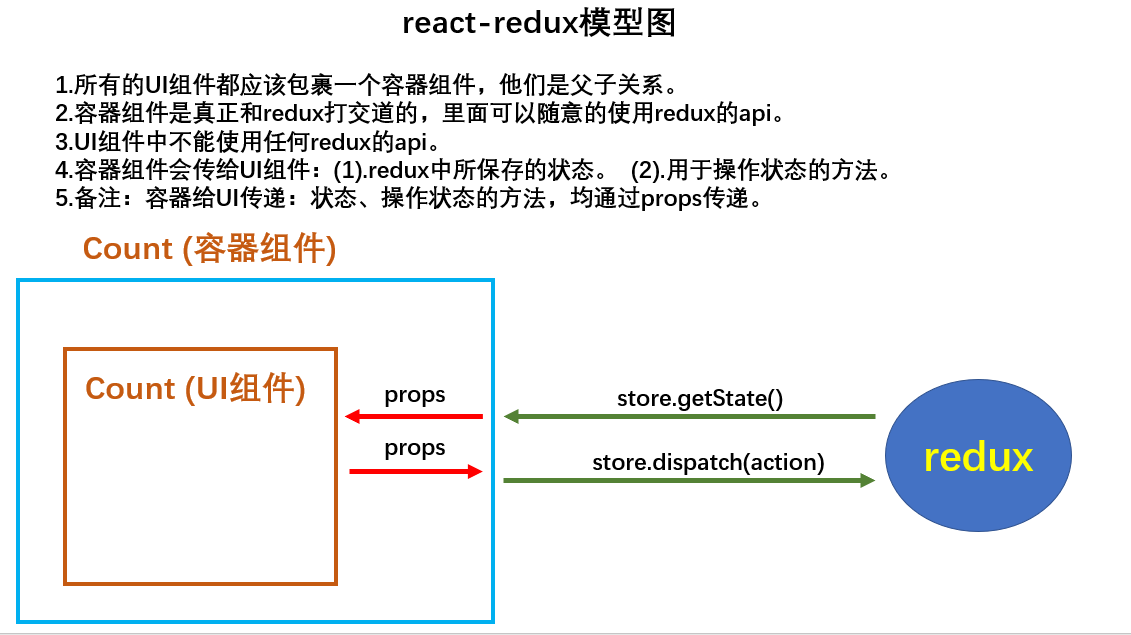 react-redux模型图
1.所有的UI组件都应该包裹一个容器组件，他们是父子关系。
2.容器组件是真正和redux打交道的，里面可以随意的使用redux的api。
3.UI组件中不能使用任何redux的api。
4.容器组件会传给UI组件：(1).redux中所保存的状态。 (2).用于操作状态的方法。
5.备注：容器给UI传递：状态、操作状态的方法，均通过props传递。
Count (容器组件)
Count (UI组件)
props
props
store.getState()
store.dispatch(action)
redux